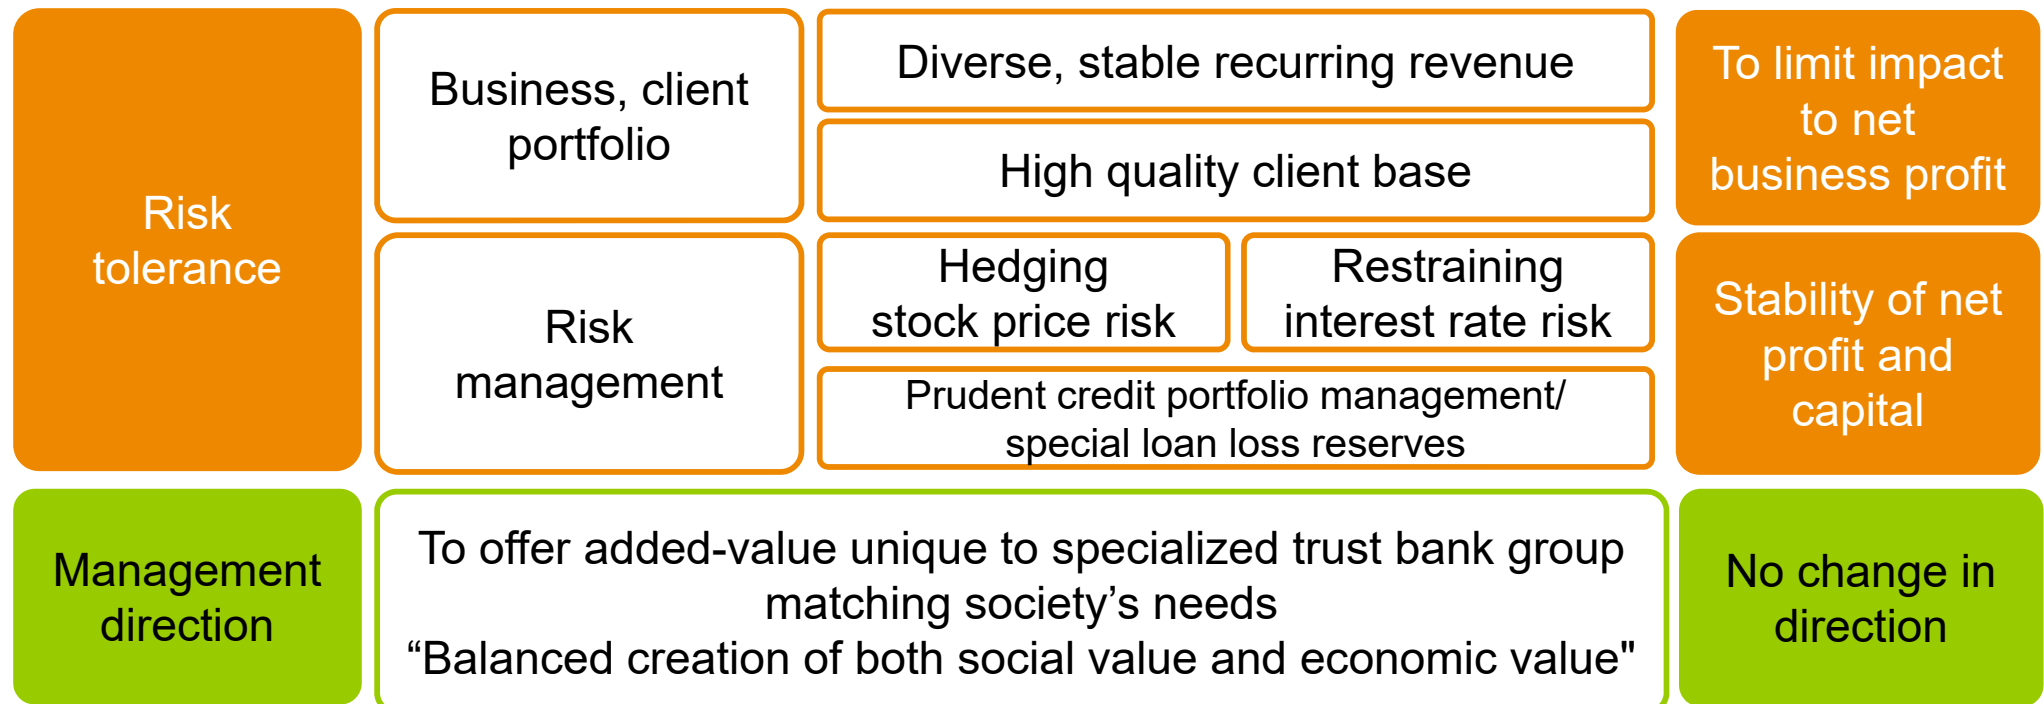 Risk
tolerance
Business, client
portfolio
Diverse, stable recurring revenue
High quality client base
To limit impact
to net
business profit
Risk
management
Hedging
stock price risk
Restraining
interest rate risk
Prudent credit portfolio management/
special loan loss reserves
Stability of net
profit and
capital
Management
direction
To offer added-value unique to specialized trust bank group
matching society’s needs
“Balanced creation of both social value and economic value"
No change in
direction